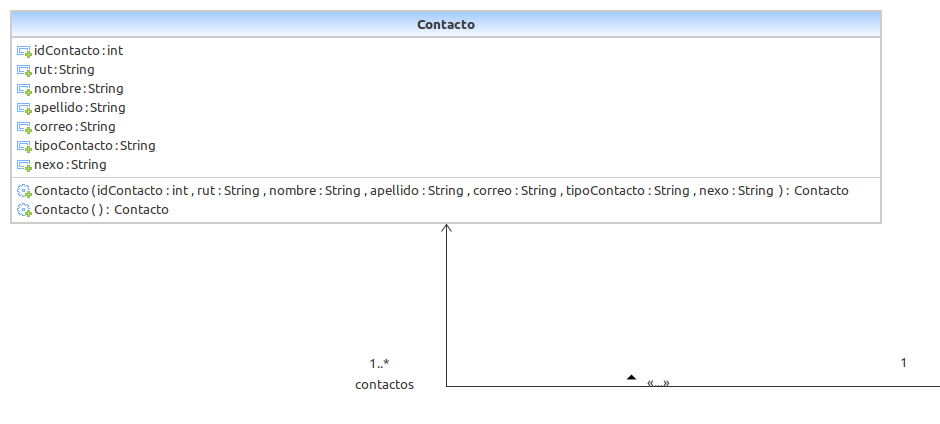 Contacto
idContacto:int
rut:String
nombre:String
apellido:String
correo:String
tipoContacto:String
nexo:String
Contacto(idContacto:int,rut:String,nombre:String,apellido:String,correo:String,tipoContacto:String,nexo:String): Contacto
Contacto(): Contacto
1..*
1
contactos
«...»